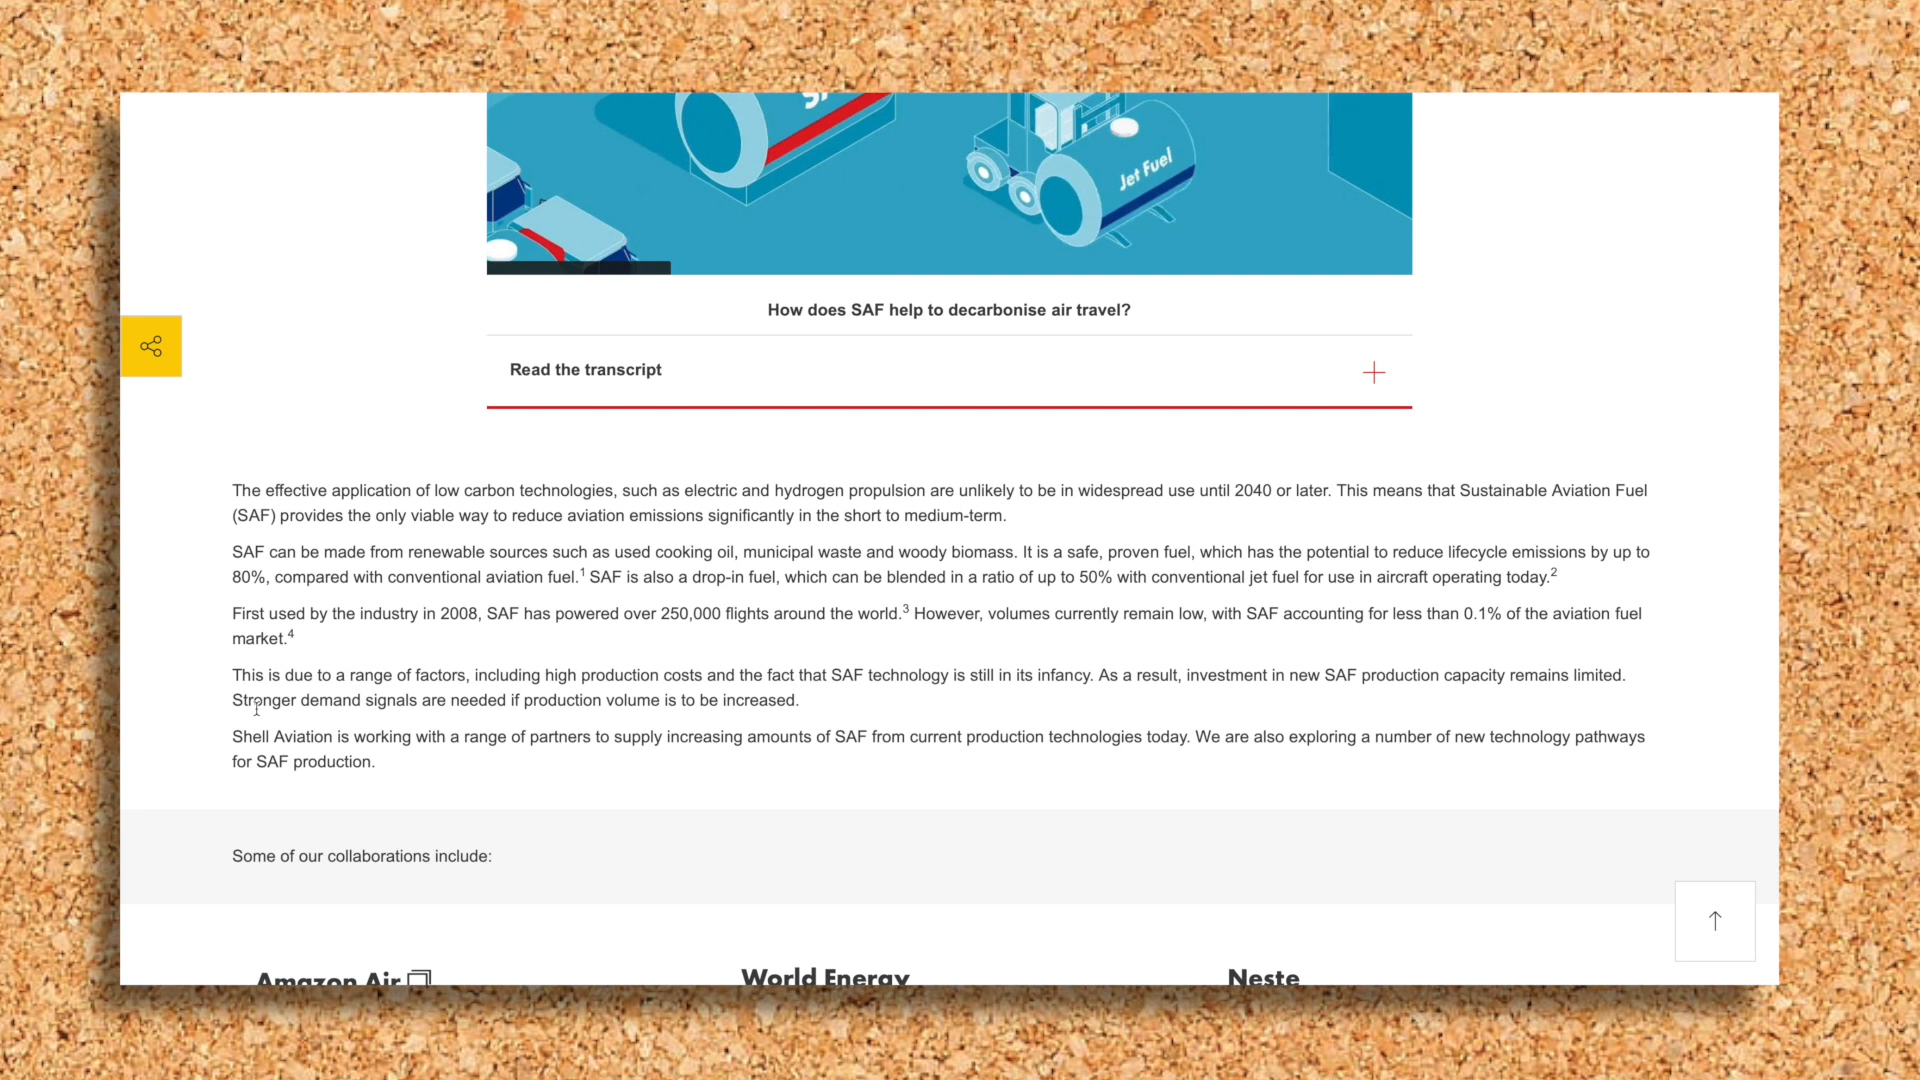 Jet Fuel
How does SAF help to decarbonise air travel?
Read the transcript
The effective application of low carbon technologies, such as electric and hydrogen propulsion are unlikely to be in widespread use until 2040 or later. This means that Sustainable Aviation Fuel
(SAF) provides the only viable way to reduce aviation emissions significantly in the short to medium-term.
SAF can be made from renewable sources such as used cooking oil, municipal waste and woody biomass. It is a safe, proven fuel, which has the potential to reduce lifecycle emissions by up to
80%, compared with conventional aviation fuel.¹ SAF is also a drop-in fuel, which can be blended in a ratio of up to 50% with conventional jet fuel for use in aircraft operating today.²
First used by the industry in 2008, SAF has powered over 250,000 flights around the world.³ However, volumes currently remain low, with SAF accounting for less than 0.1% of the aviation fuel
market.⁴
This is due to a range of factors, including high production costs and the fact that SAF technology is still in its infancy. As a result, investment in new SAF production capacity remains limited.
Stronger demand signals are needed if production volume is to be increased.
Shell Aviation is working with a range of partners to supply increasing amounts of SAF from current production technologies today. We are also exploring a number of new technology pathways
for SAF production.
Some of our collaborations include:
Amazon Air
World Energy
Neste